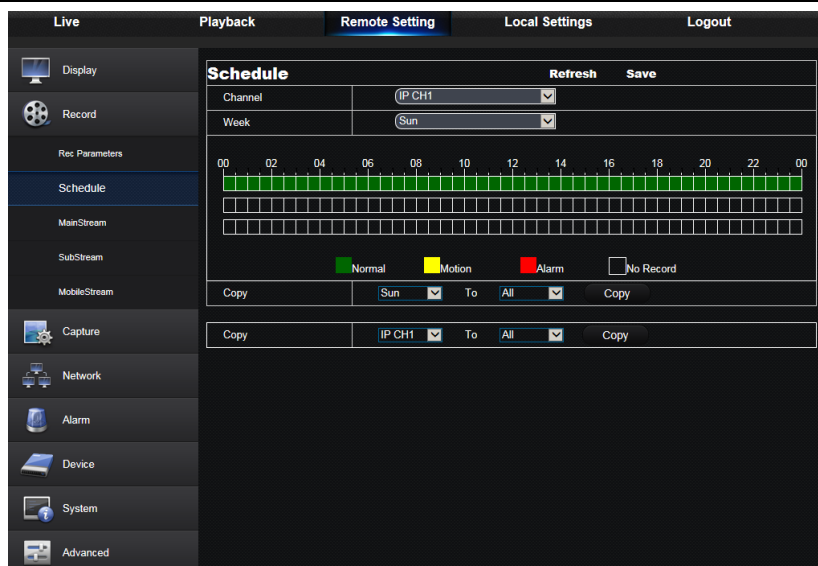 Live Playback Remote Setting Local Settings Logout
Display
Record
Rec Parameters
Schedule
MainStream
SubStream
MobileStream
Capture
Network
Alarm
Device
System
Advanced
Schedule Refresh Save
Channel IP CH1
Week Sun
00 02 04 06 08 10 12 14 16 18 20 22 00
Normal Motion Alarm No Record
Copy Sun To All Copy
Copy IP CH1 To All Copy